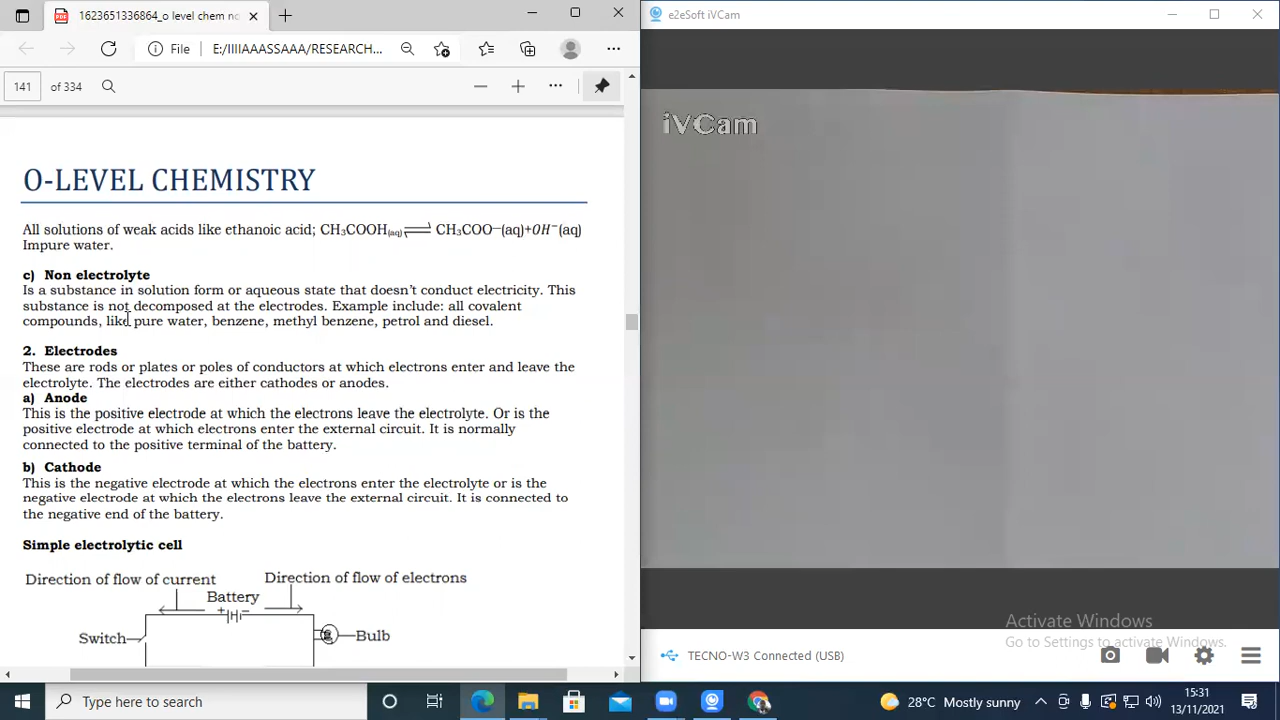 1623651336864_o level chem no
File
E:/IIIIAAASSAAA/RESEARCH...
141
of 334
O-LEVEL CHEMISTRY
All solutions of weak acids like ethanoic acid; CH₃COOH(aq)⇌ CH₃COO−(aq)+OH⁻(aq)
Impure water.
c) Non electrolyte
Is a substance in solution form or aqueous state that doesn't conduct electricity. This
substance is not decomposed at the electrodes. Example include: all covalent
compounds, like pure water, benzene, methyl benzene, petrol and diesel.
2. Electrodes
These are rods or plates or poles of conductors at which electrons enter and leave the
electrolyte. The electrodes are either cathodes or anodes.
a) Anode
This is the positive electrode at which the electrons leave the electrolyte. Or is the
positive electrode at which electrons enter the external circuit. It is normally
connected to the positive terminal of the battery.
b) Cathode
This is the negative electrode at which the electrons enter the electrolyte or is the
negative electrode at which the electrons leave the external circuit. It is connected to
the negative end of the battery.
Simple electrolytic cell
Direction of flow of current
Direction of flow of electrons
Battery
+ −
Switch
Bulb
e2eSoft iVCam
iVCam
Activate Windows
Go to Settings to activate Windows.
TECNO-W3 Connected (USB)
Type here to search
28°C Mostly sunny
15:31
13/11/2021